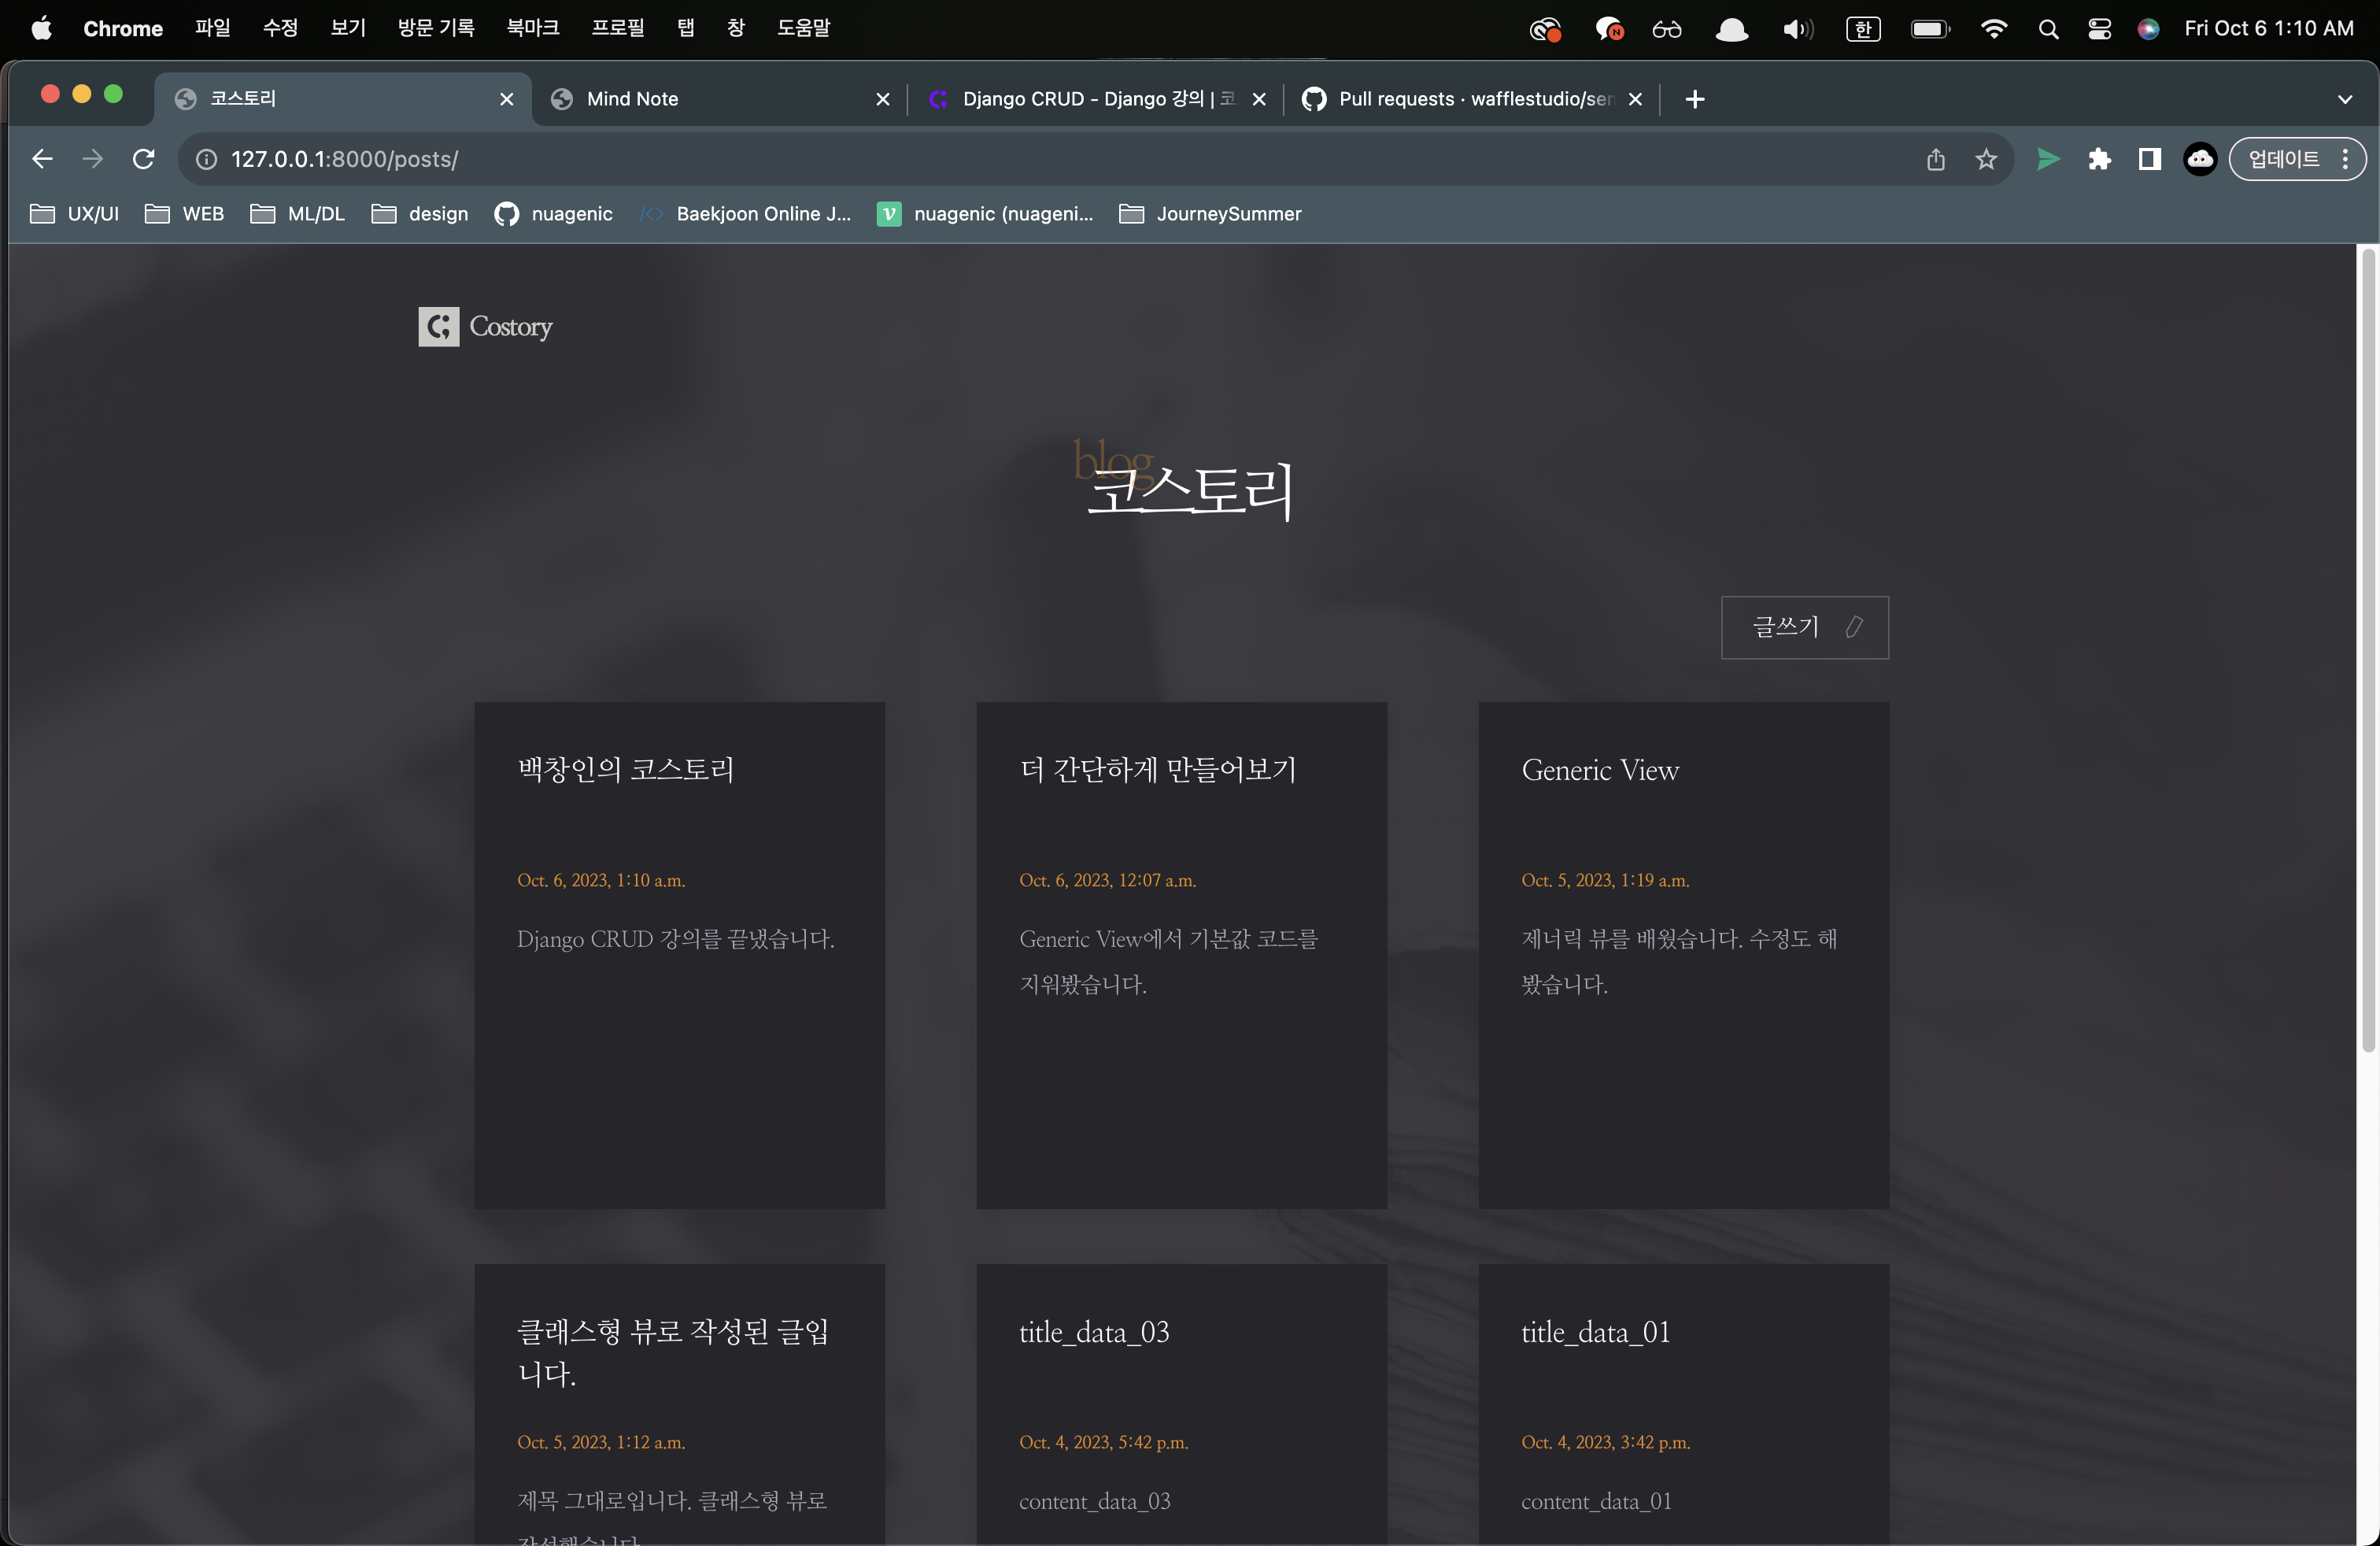 Chrome 파일 수정 보기 방문 기록 북마크 프로필 탭 창 도움말 한 Fri Oct 6 1:10 AM
코스토리 Mind Note Django CRUD - Django 강의 | 코 Pull requests · wafflestudio/ser
127.0.0.1:8000/posts/ 업데이트
UX/UI WEB ML/DL design nuagenic Baekjoon Online J... nuagenic (nuageni... JourneySummer
Costory
blog
코스토리
글쓰기
백창인의 코스토리
Oct. 6, 2023, 1:10 a.m.
Django CRUD 강의를 끝냈습니다.
더 간단하게 만들어보기
Oct. 6, 2023, 12:07 a.m.
Generic View에서 기본값 코드를
지워봤습니다.
Generic View
Oct. 5, 2023, 1:19 a.m.
제너릭 뷰를 배웠습니다. 수정도 해
봤습니다.
클래스형 뷰로 작성된 글입
니다.
Oct. 5, 2023, 1:12 a.m.
제목 그대로입니다. 클래스형 뷰로
작성했습니다.
title_data_03
Oct. 4, 2023, 5:42 p.m.
content_data_03
title_data_01
Oct. 4, 2023, 3:42 p.m.
content_data_01